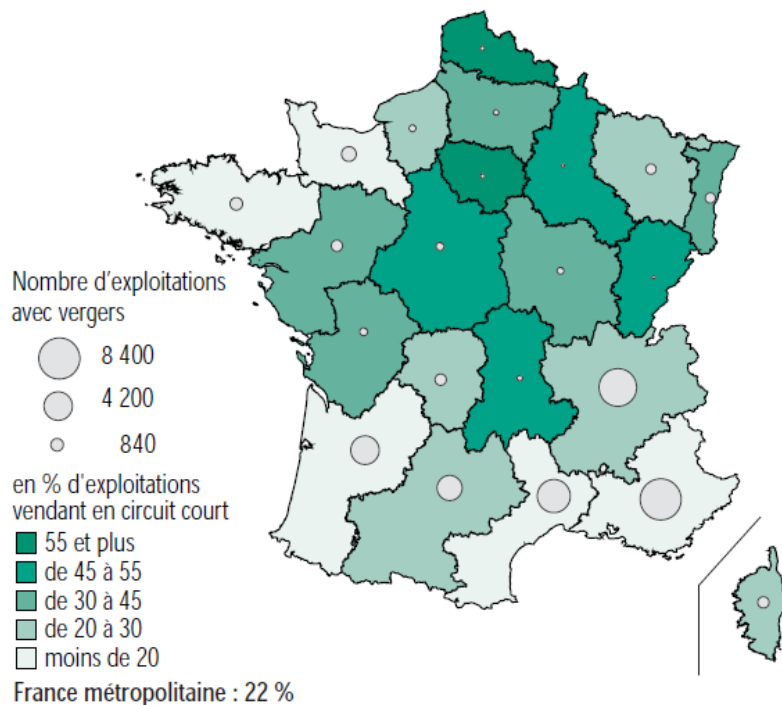 Nombre d'exploitations
avec vergers
8 400
4 200
840
en % d'exploitations
vendant en circuit court
55 et plus
de 45 à 55
de 30 à 45
de 20 à 30
moins de 20
France métropolitaine : 22 %